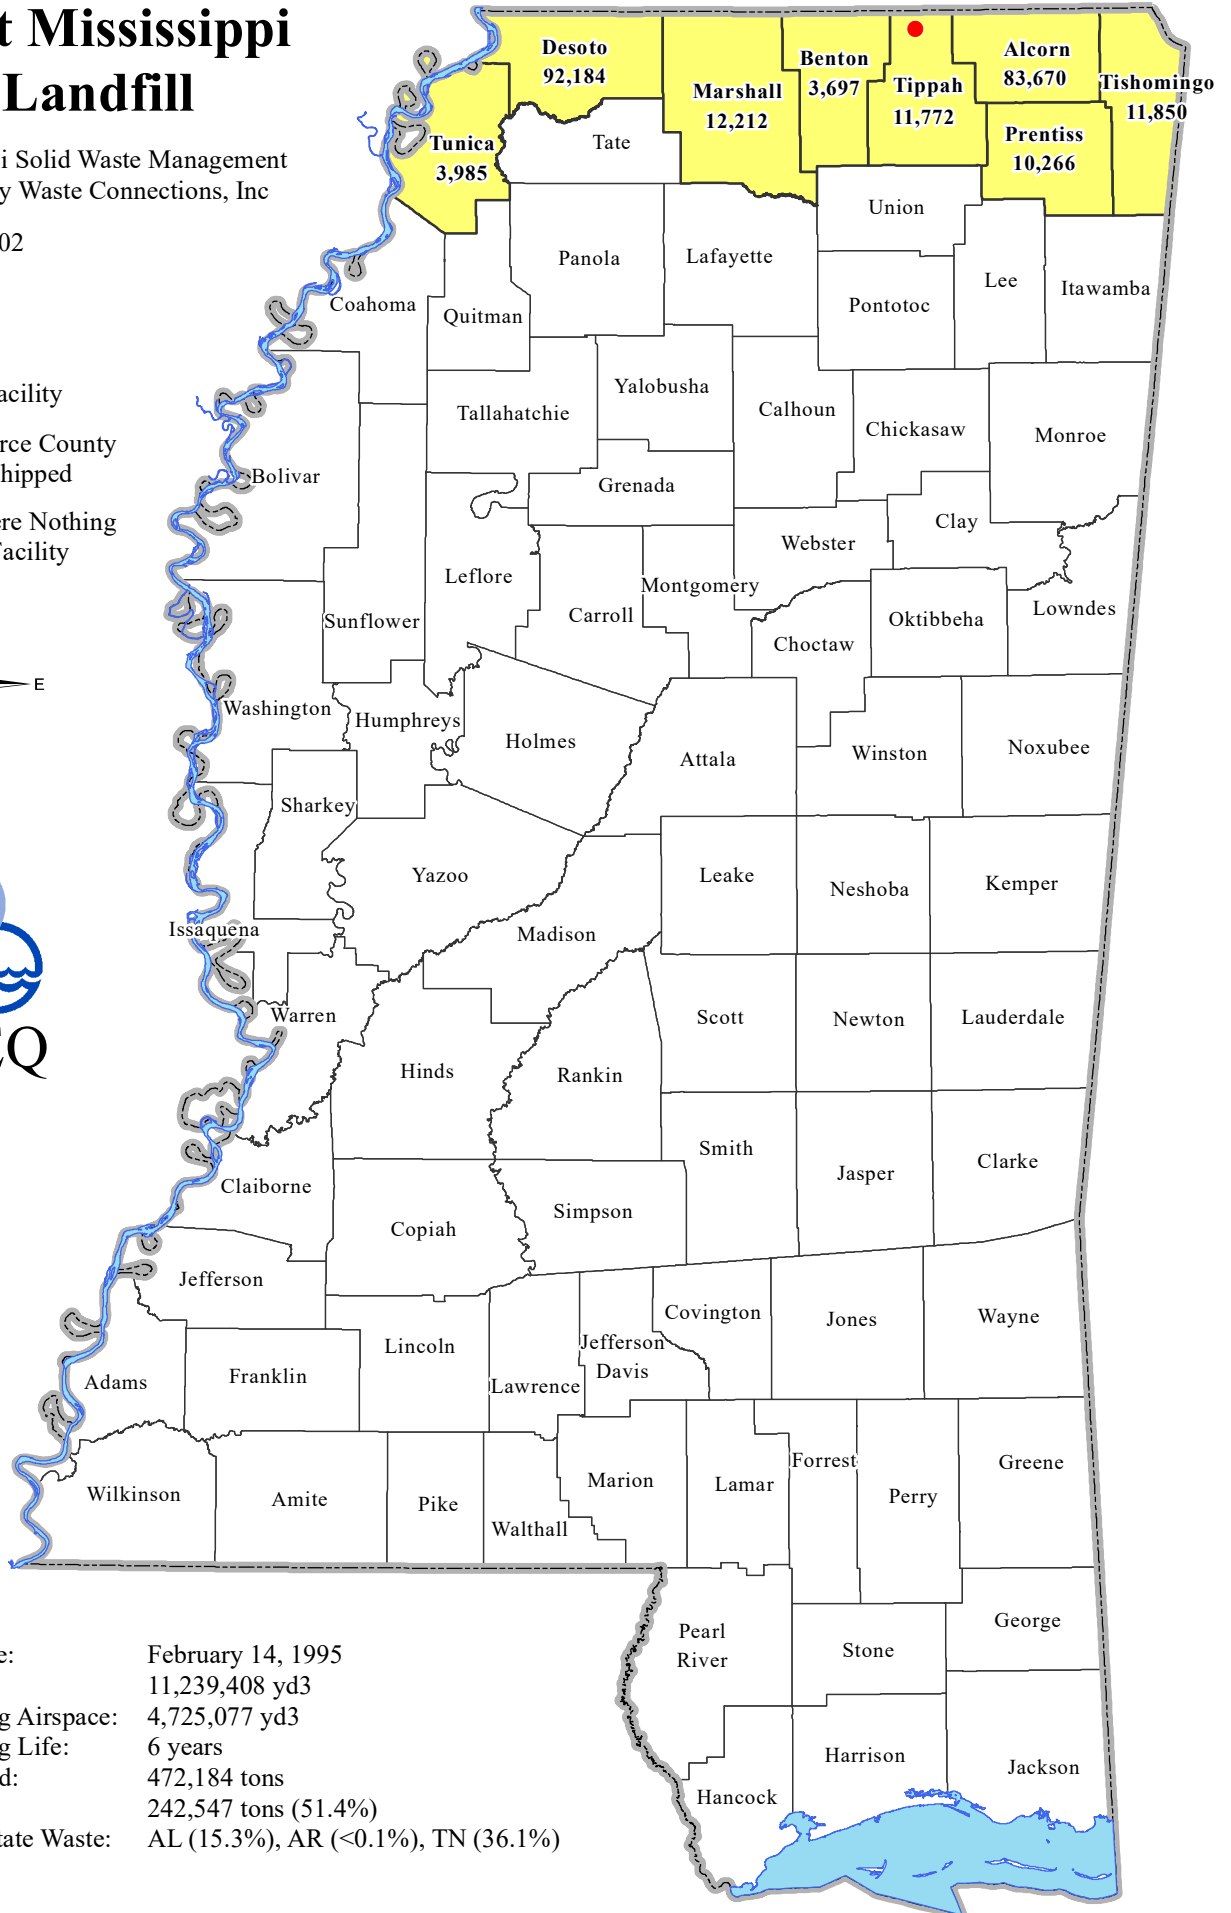 t Mississippi
Landfill
i Solid Waste Management
y Waste Connections, Inc
02
acility
rce County
hipped
ere Nothing
Facility
E
CQ
Desoto
92,184
Marshall
12,212
Benton
3,697
Tippah
11,772
Alcorn
83,670
Tishomingo
11,850
Prentiss
10,266
Tunica
3,985
Tate
Union
Panola
Lafayette
Pontotoc
Lee
Itawamba
Coahoma
Quitman
Tallahatchie
Yalobusha
Calhoun
Chickasaw
Monroe
Bolivar
Grenada
Clay
Webster
Leflore
Montgomery
Carroll
Sunflower
Oktibbeha
Lowndes
Choctaw
Washington
Humphreys
Holmes
Attala
Winston
Noxubee
Sharkey
Yazoo
Leake
Neshoba
Kemper
Issaquena
Madison
Warren
Scott
Newton
Lauderdale
Hinds
Rankin
Smith
Jasper
Clarke
Claiborne
Copiah
Simpson
Jefferson
Lincoln
Covington
Jones
Wayne
Jefferson
Davis
Adams
Franklin
Lawrence
Wilkinson
Amite
Pike
Walthall
Marion
Lamar
Forrest
Perry
Greene
Pearl
River
Stone
George
Hancock
Harrison
Jackson
e: February 14, 1995
11,239,408 yd3
g Airspace: 4,725,077 yd3
g Life: 6 years
d: 472,184 tons
242,547 tons (51.4%)
tate Waste: AL (15.3%), AR (<0.1%), TN (36.1%)